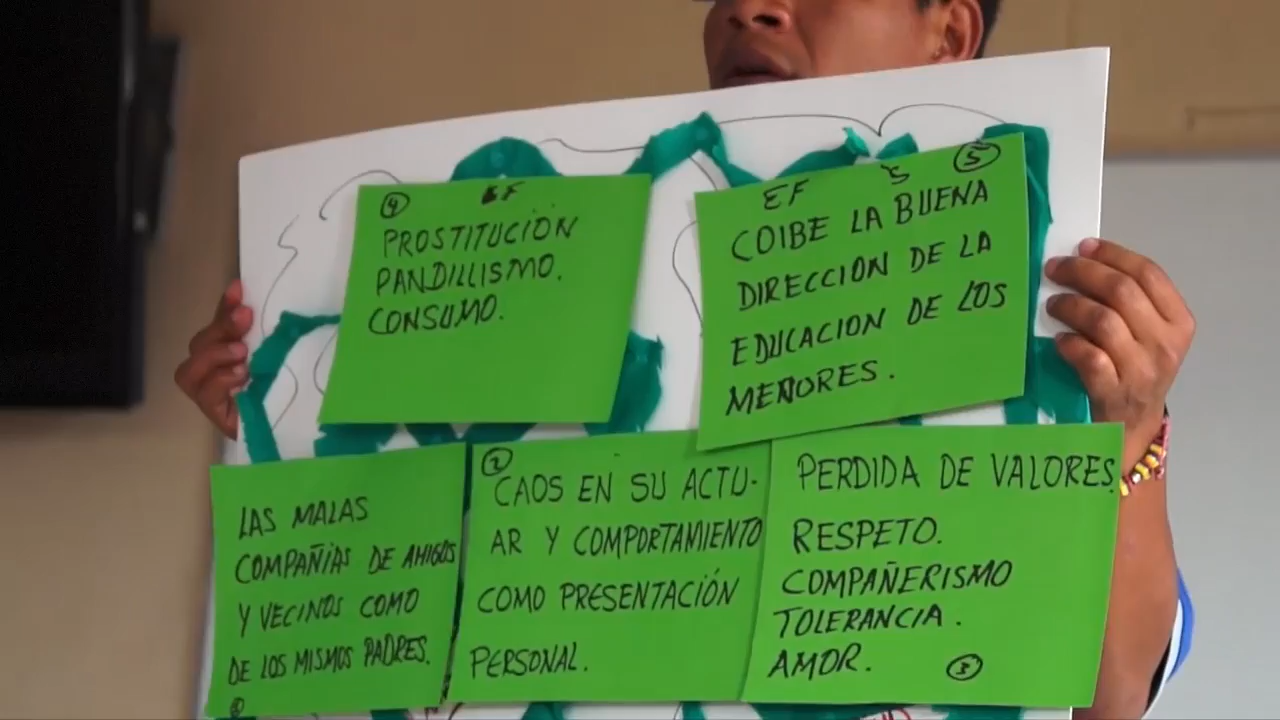 4 EF
PROSTITUCIÓN
PANDILLISMO.
CONSUMO.
EF S 5
COIBE LA BUENA
DIRECCION DE LA
EDUCACION DE LOS
MENORES.
LAS MALAS
COMPAÑIAS DE AMIGOS
Y VECINOS COMO
DE LOS MISMOS PADRES.
2
CAOS EN SU ACTU-
AR Y COMPORTAMIENTO
COMO PRESENTACIÓN
PERSONAL.
PERDIDA DE VALORES.
RESPETO.
COMPAÑERISMO
TOLERANCIA.
AMOR. 3